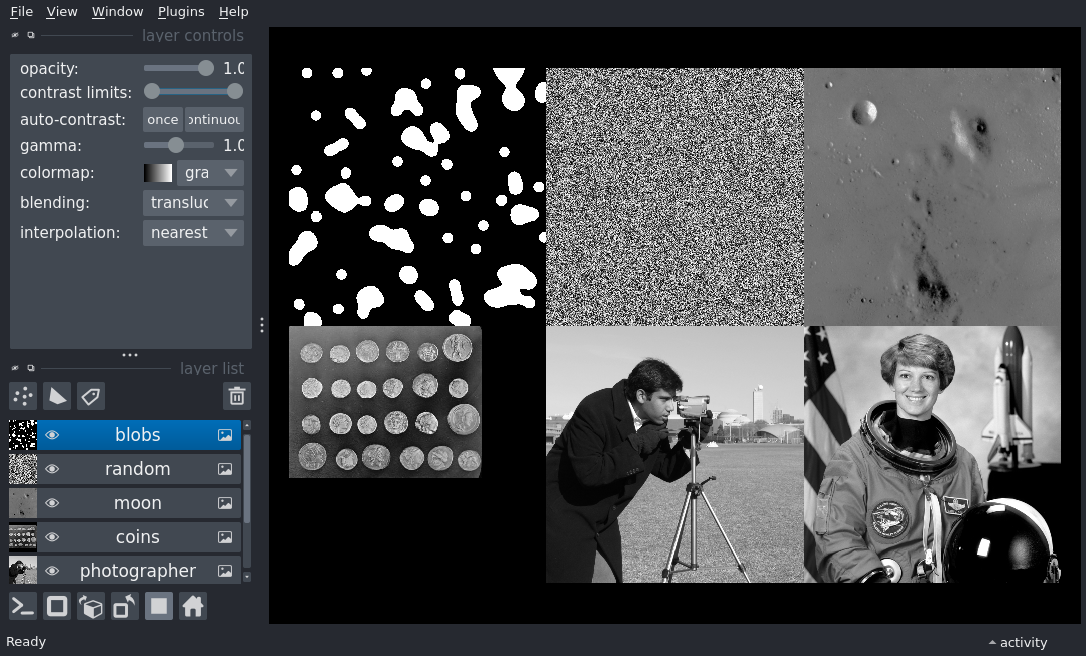 File View Window Plugins Help
layer controls
opacity: 1.0
contrast limits:
auto-contrast: once ontinuou
gamma: 1.0
colormap: gra
blending: transluc
interpolation: nearest
layer list
blobs
random
moon
coins
photographer
Ready
activity